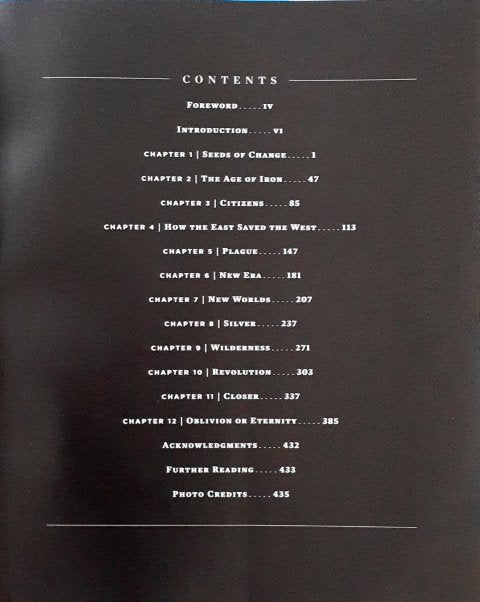 CONTENTS
FOREWORD.....IV
INTRODUCTION.....VI
CHAPTER 1 | SEEDS OF CHANGE.....1
CHAPTER 2 | THE AGE OF IRON.....47
CHAPTER 3 | CITIZENS.....85
CHAPTER 4 | HOW THE EAST SAVED THE WEST.....113
CHAPTER 5 | PLAGUE.....147
CHAPTER 6 | NEW ERA.....181
CHAPTER 7 | NEW WORLDS.....207
CHAPTER 8 | SILVER.....237
CHAPTER 9 | WILDERNESS.....271
CHAPTER 10 | REVOLUTION.....303
CHAPTER 11 | CLOSER.....337
CHAPTER 12 | OBLIVION OR ETERNITY.....385
ACKNOWLEDGMENTS.....432
FURTHER READING.....433
PHOTO CREDITS.....435